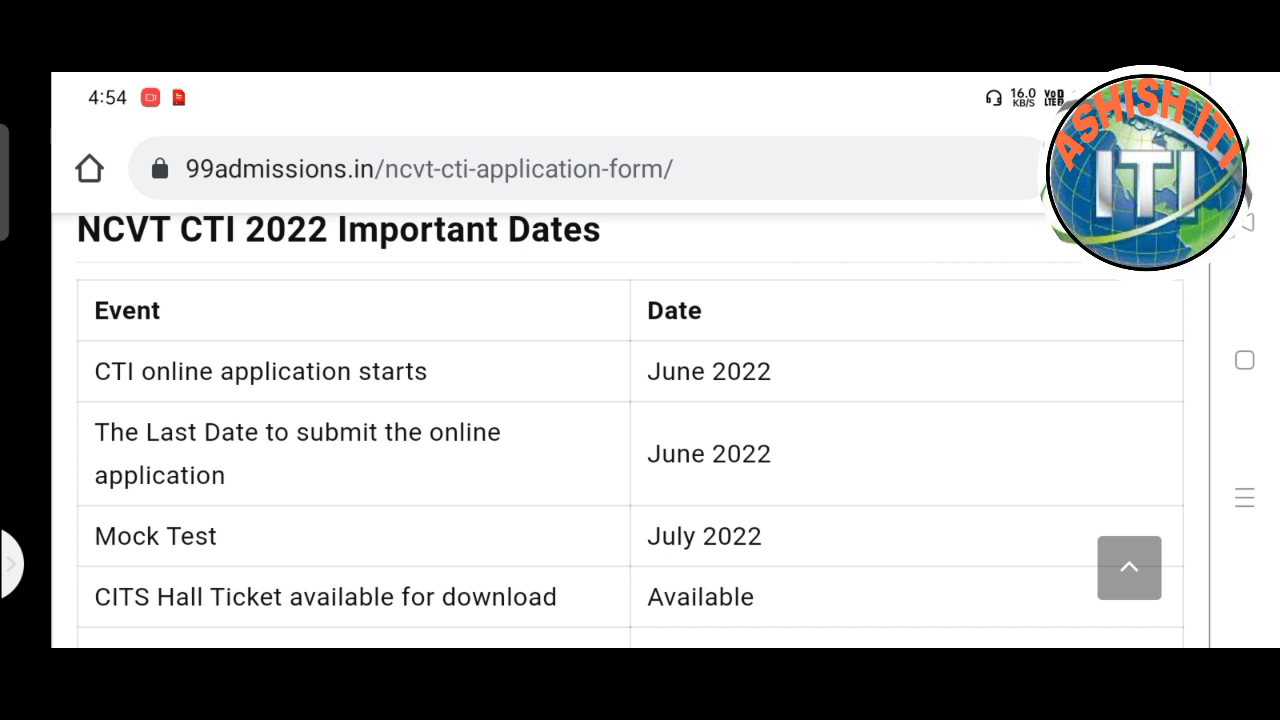 4:54
16.0
KB/S
VoD
LTE
ASHISH ITI
ITI
99admissions.in/ncvt-cti-application-form/
NCVT CTI 2022 Important Dates
Event Date
CTI online application starts June 2022
The Last Date to submit the online
application June 2022
Mock Test July 2022
CITS Hall Ticket available for download Available